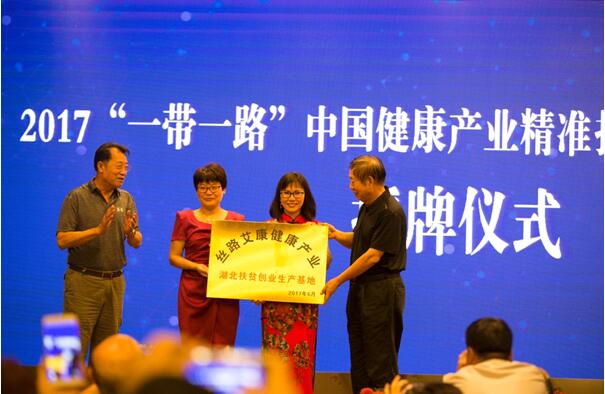 2017“一带一路”中国健康产业精准
牌仪式
丝路艾康健康产业
湖北扶贫创业生产基地
2017年6月